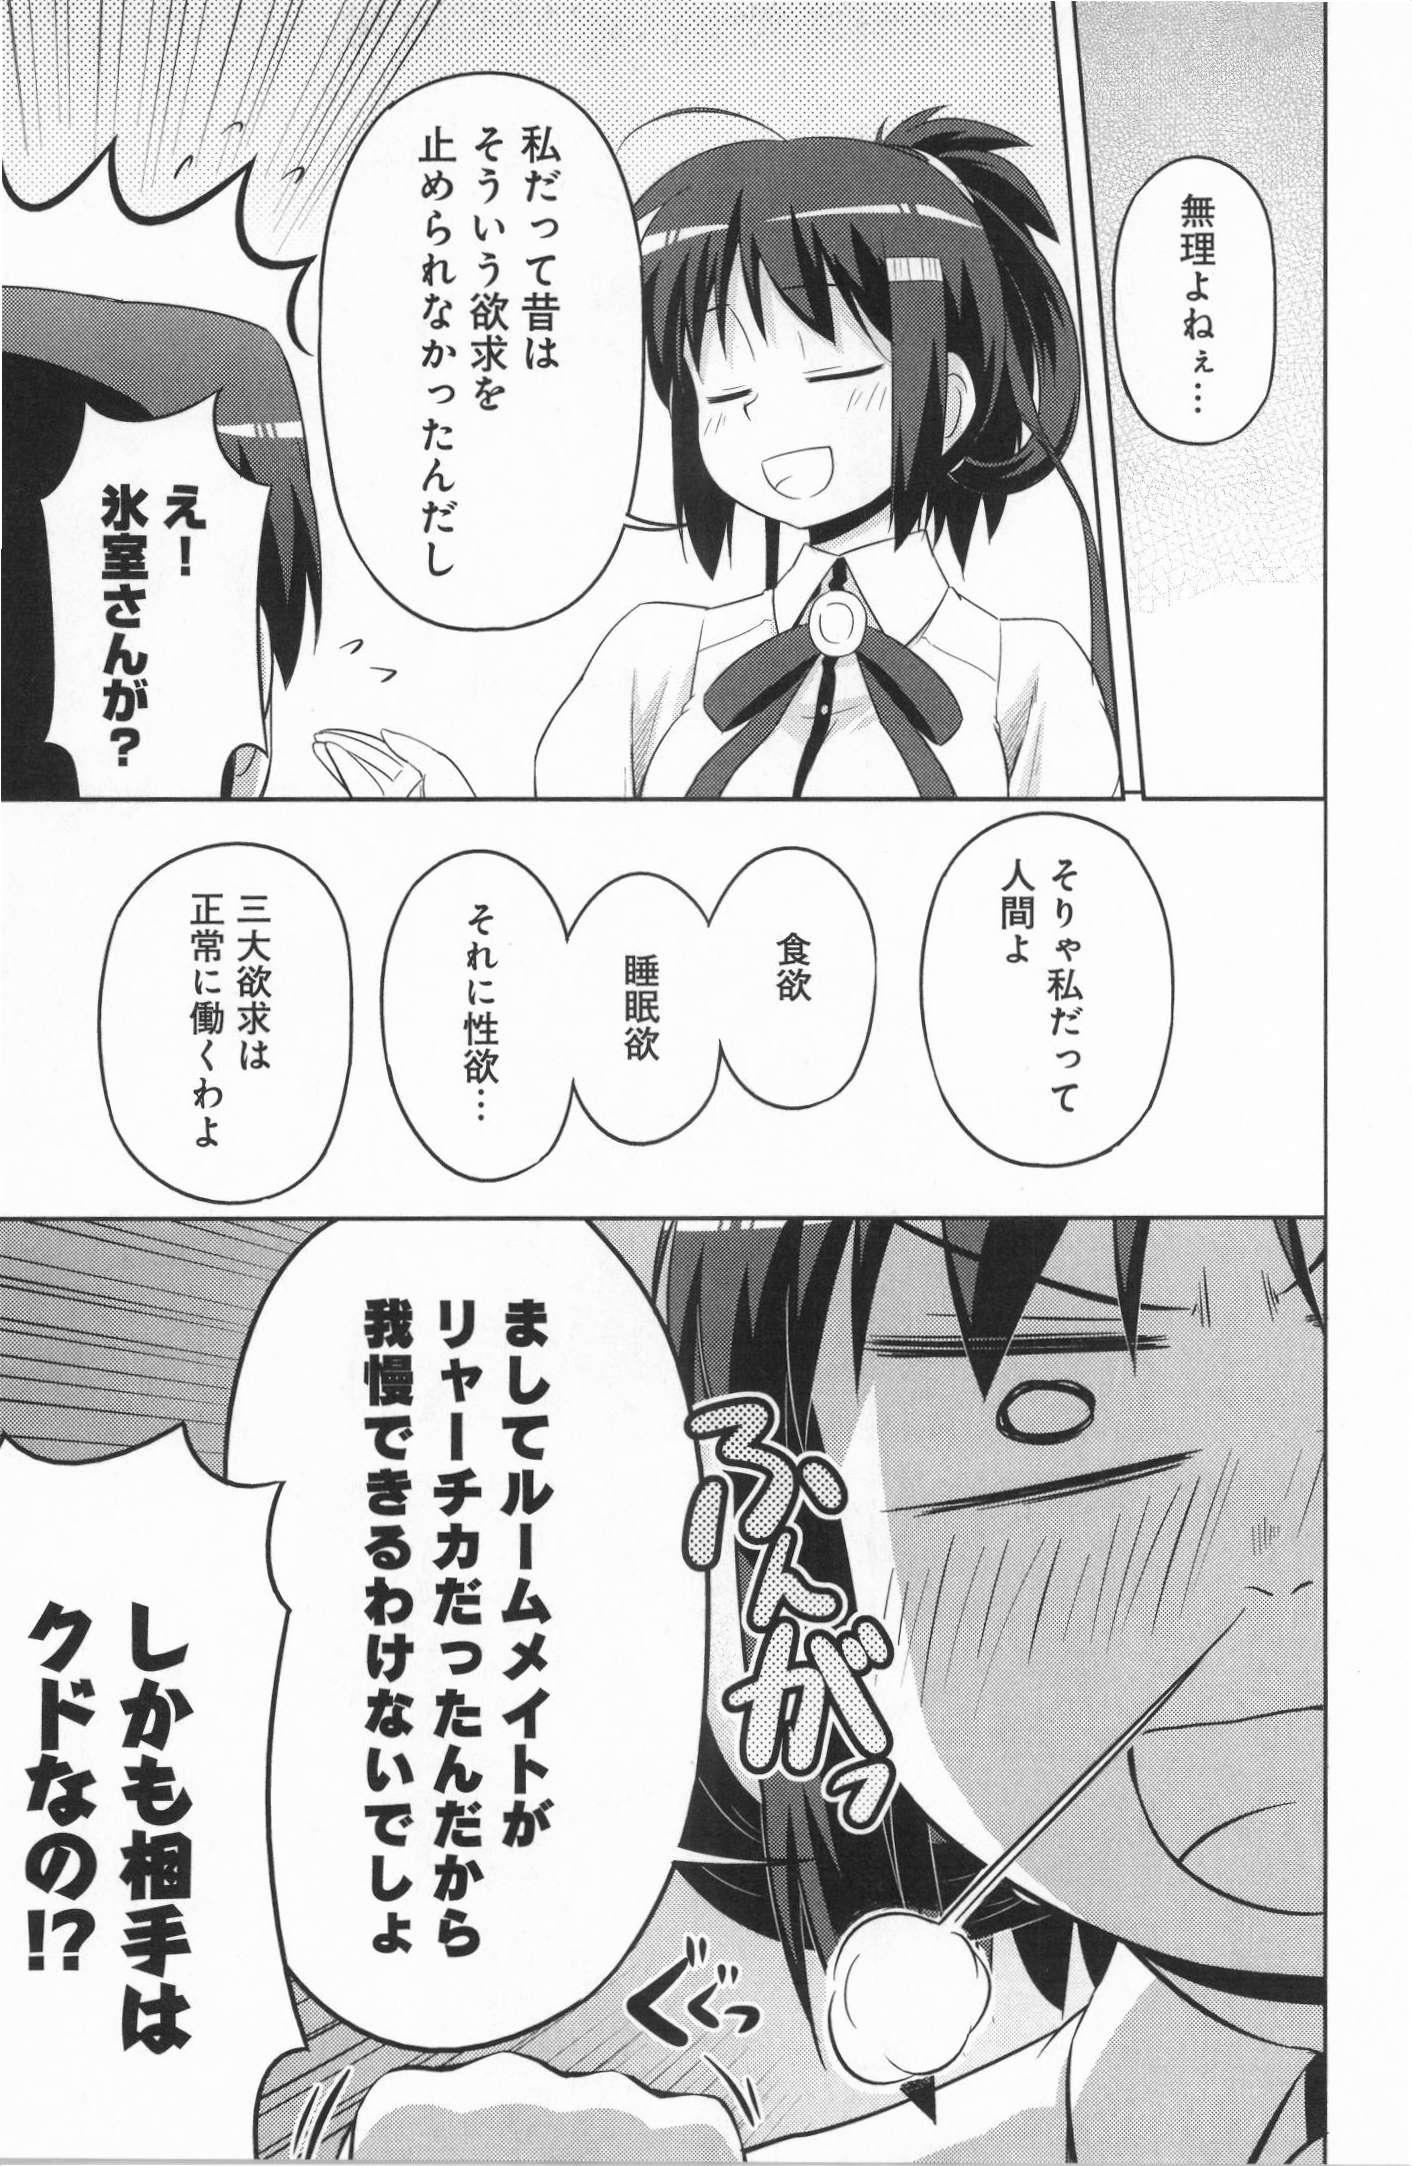 無理よねぇ…
私だって昔は
そういう欲求を
止められなかったんだし
え！
氷室さんが？
そりゃ私だって
人間よ
食欲
睡眠欲
それに性欲…
三大欲求は
正常に働くわよ
ふんがっ
ましてルームメイトが
リャーチカだったんだから
我慢できるわけないでしょ
ぐぐっ
しかも相手は
クドなの!?